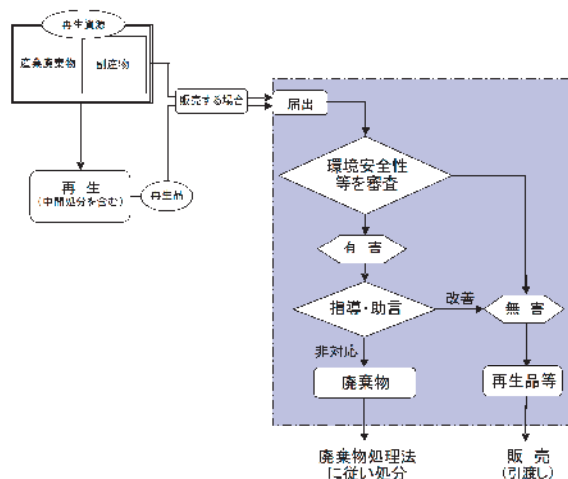 再生資源
産業廃棄物
副産物
販売する場合
届出
環境安全性
等を審査
再 生
(中間処分を含む)
再生品
有 害
指導・助言
改善
無 害
非対応
廃棄物
再生品等
廃棄物処理法
に従い処分
販 売
(引渡し)